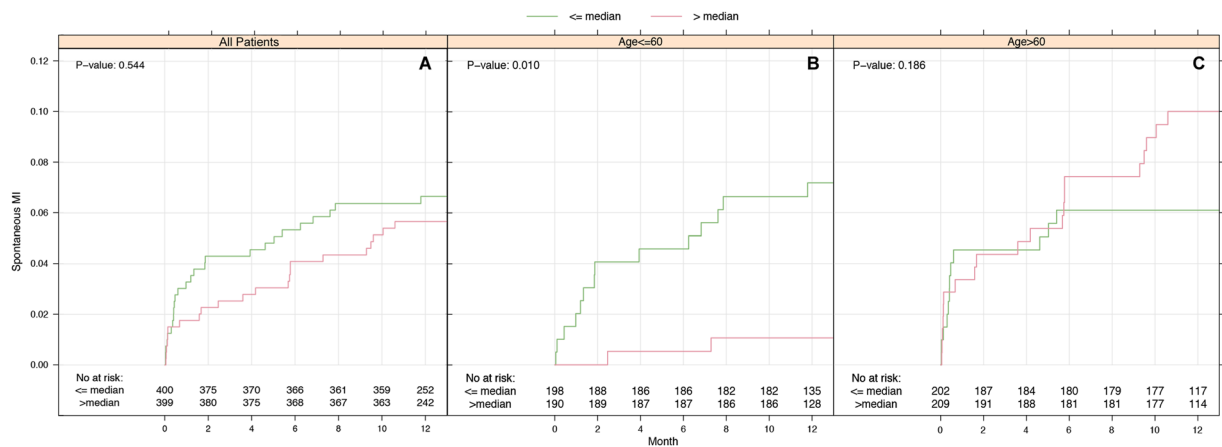 <= median > median
All Patients Age<=60 Age>60
P-value: 0.544 A P-value: 0.010 B P-value: 0.186 C
0.12
0.10
0.08
0.06
0.04
0.02
0.00
Spontaneous MI
No at risk: No at risk: No at risk:
<= median 400 375 370 366 361 359 252 <= median 198 188 186 186 182 182 135 <= median 202 187 184 180 179 177 117
>median 399 380 375 368 367 363 242 >median 190 189 187 187 186 186 128 >median 209 191 188 181 181 177 114
0 2 4 6 8 10 12 0 2 4 6 8 10 12 0 2 4 6 8 10 12
Month